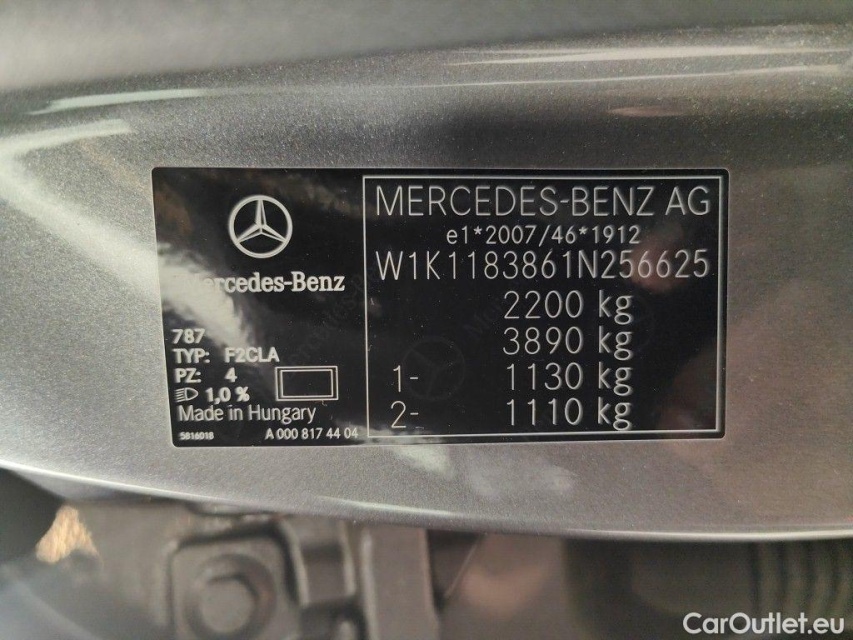 Mercedes-Benz
787
TYP: F2CLA
PZ: 4
1,0 %
Made in Hungary
5816018
A 000 817 44 04
MERCEDES-BENZ AG
e1*2007/46*1912
W1K1183861N256625
2200 kg
3890 kg
1- 1130 kg
2- 1110 kg
CarOutlet.eu